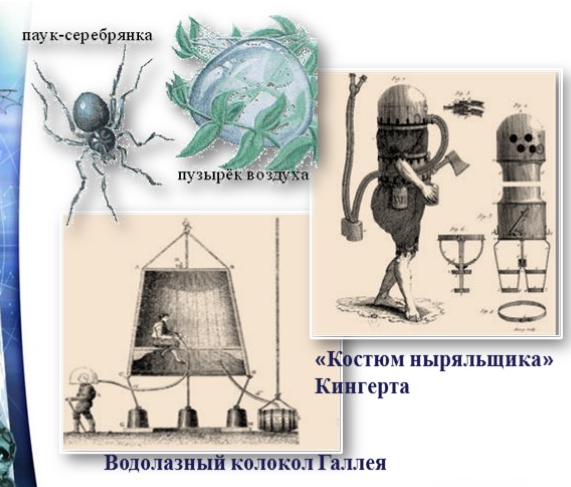 паук-серебрянка
пузырёк воздуха
«Костюм ныряльщика»
Кингерта
Водолазный колокол Галлея